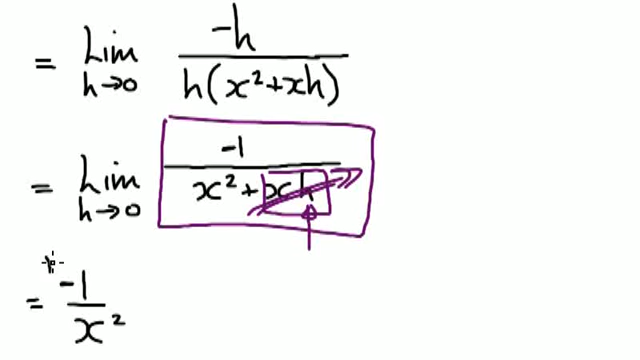 = Lim h→0 -h / h(x²+xh)
= Lim h→0 -1 / x²+xh
= -1 / x²